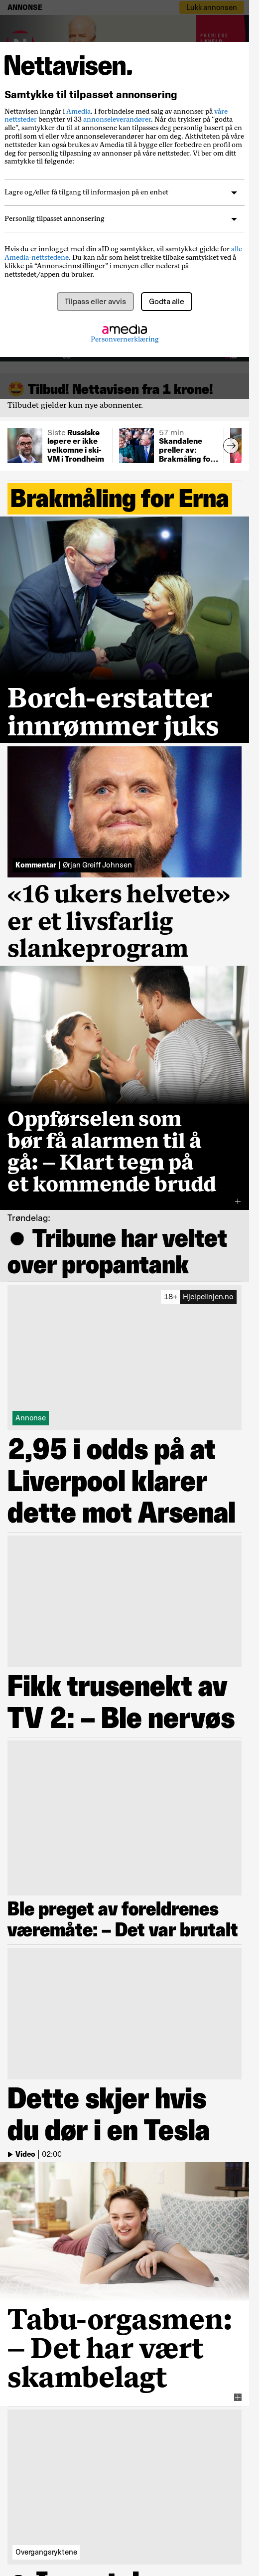 ANNONSE
Lukk annonsen
PREMIERE
Nettavisen.
Samtykke til tilpasset annonsering
Nettavisen inngår i Amedia. I forbindelse med salg av annonser på våre
nettsteder benytter vi 33 annonseleverandører. Når du trykker på "godta
alle", samtykker du til at annonsene kan tilpasses deg personlig basert på en
profil som vi eller våre annonseleverandører har om deg. Aktiviteten på våre
nettsteder kan også brukes av Amedia til å bygge eller forbedre en profil om
deg for personlig tilpasning av annonser på våre nettsteder. Vi ber om ditt
samtykke til følgende:
Lagre og/eller få tilgang til informasjon på en enhet
Personlig tilpasset annonsering
Hvis du er innlogget med din aID og samtykker, vil samtykket gjelde for alle
Amedia-nettstedene. Du kan når som helst trekke tilbake samtykket ved å
klikke på “Annonseinnstillinger” i menyen eller nederst på
nettstedet/appen du bruker.
Tilpass eller avvis
Godta alle
amedia
Personvernerklæring
Tilbud! Nettavisen fra 1 krone!
Tilbudet gjelder kun nye abonnenter.
Siste Russiske
løpere er ikke
velkomne i ski-
VM i Trondheim
57 min
Skandalene
preller av:
Brakmåling fo...
Brakmåling for Erna
Borch-erstatter
innrømmer juks
Kommentar | Ørjan Greiff Johnsen
«16 ukers helvete»
er et livsfarlig
slankeprogram
Oppførselen som
bør få alarmen til å
gå: – Klart tegn på
et kommende brudd
Trøndelag:
Tribune har veltet
over propantank
18+ Hjelpelinjen.no
Annonse
2,95 i odds på at
Liverpool klarer
dette mot Arsenal
Fikk trusenekt av
TV 2: – Ble nervøs
Ble preget av foreldrenes
væremåte: – Det var brutalt
Dette skjer hvis
du dør i en Tesla
Video | 02:00
Tabu-orgasmen:
– Det har vært
skambelagt
Overgangsryktene